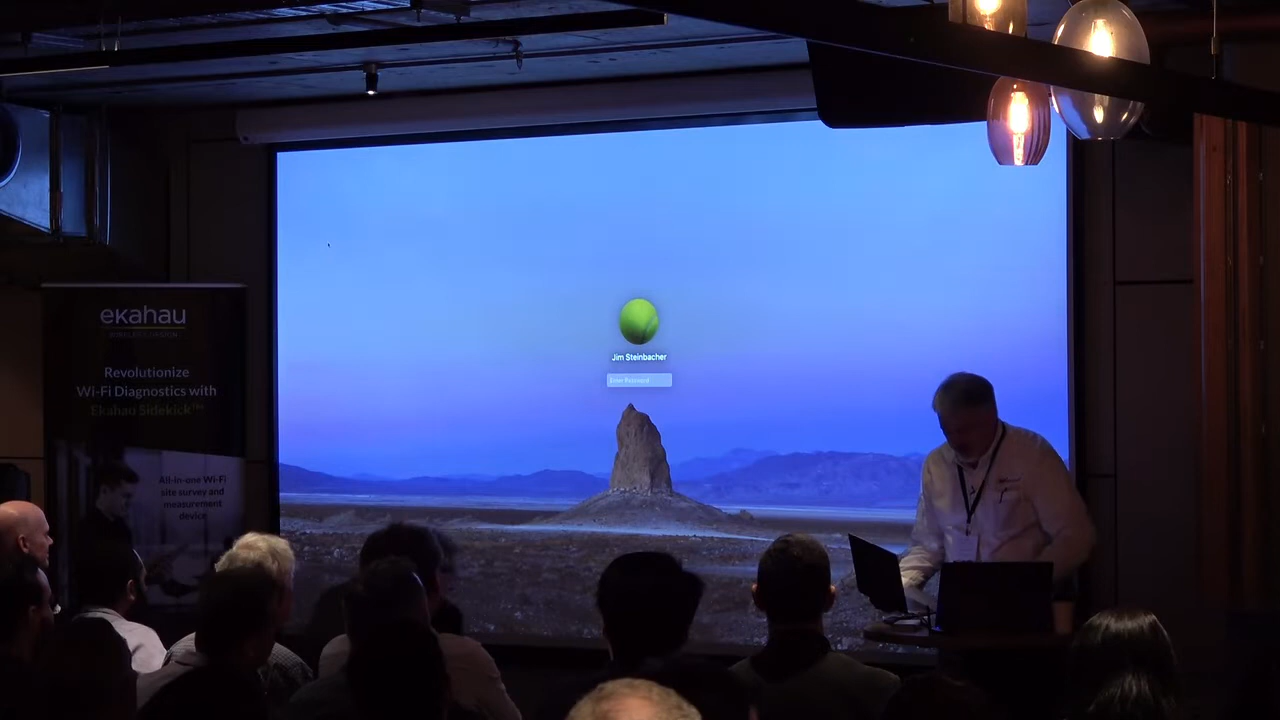 ekahau
Revolutionize
Wi-Fi Diagnostics with
Ekahau Sidekick™
All-in-one Wi-Fi
site survey and
measurement
device
Jim Steinbacher
Enter Password